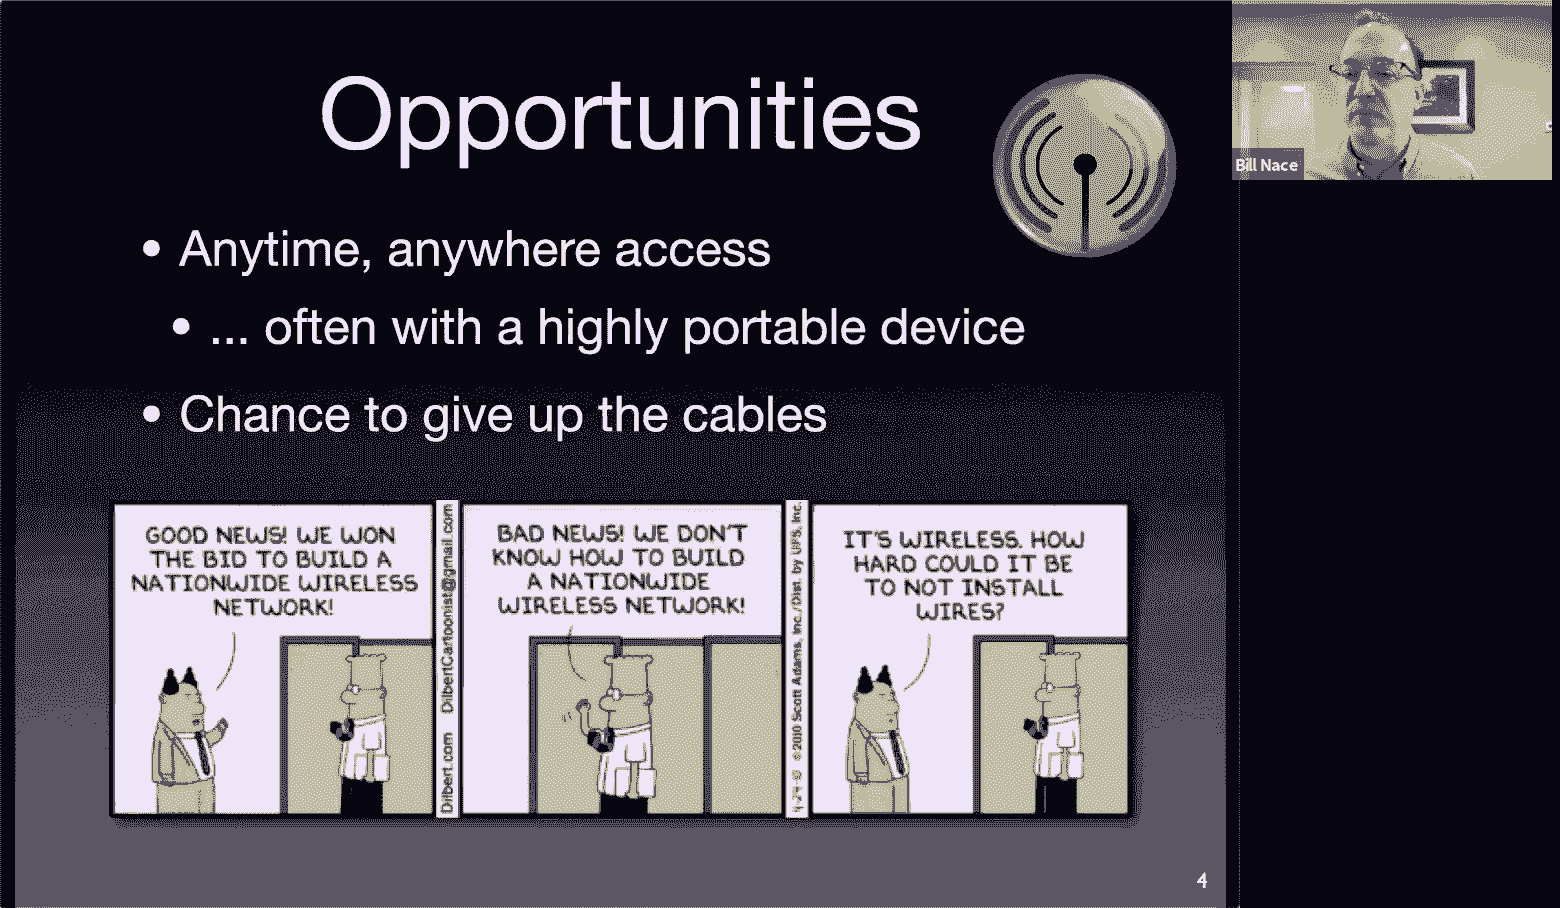 Opportunities
• Anytime, anywhere access
• ... often with a highly portable device
• Chance to give up the cables
GOOD NEWS! WE WON
THE BID TO BUILD A
NATIONWIDE WIRELESS
NETWORK!
Dilbert.com DilbertCartoonist@gmail.com
BAD NEWS! WE DON'T
KNOW HOW TO BUILD
A NATIONWIDE
WIRELESS NETWORK!
©2010 Scott Adams, Inc./Dist. by UFS, Inc.
IT'S WIRELESS. HOW
HARD COULD IT BE
TO NOT INSTALL
WIRES?
4
Bill Nace